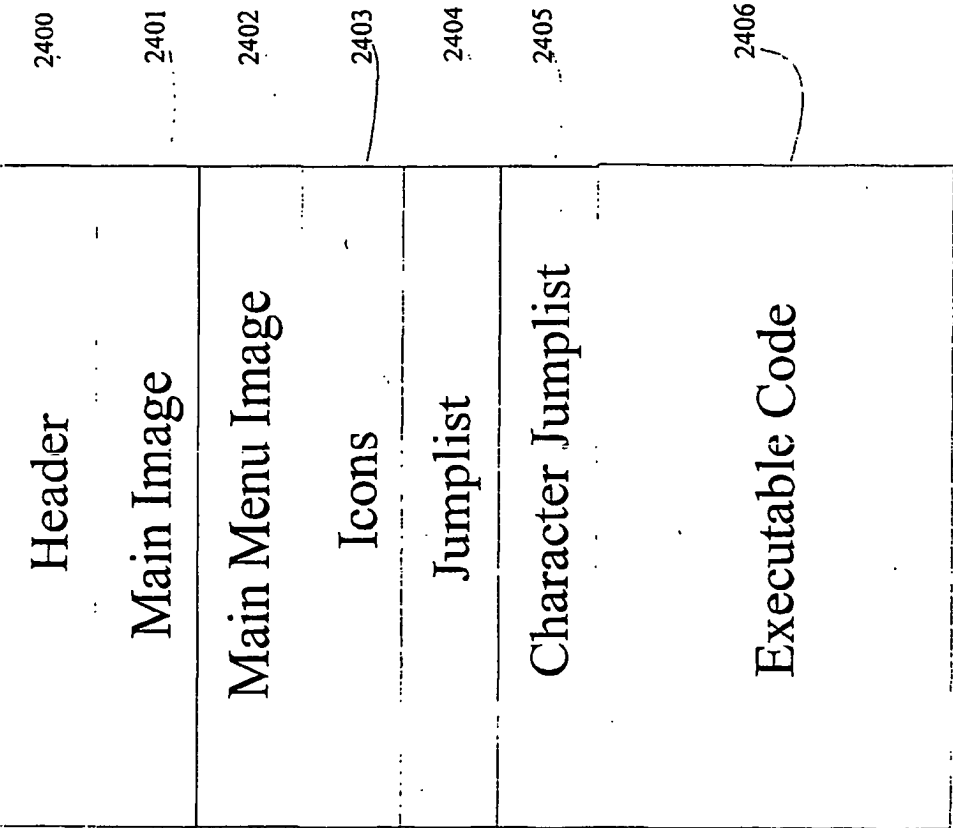 Header 2400
Main Image 2401
Main Menu Image 2402
Icons 2403
Jumplist 2404
Character Jumplist 2405
Executable Code 2406